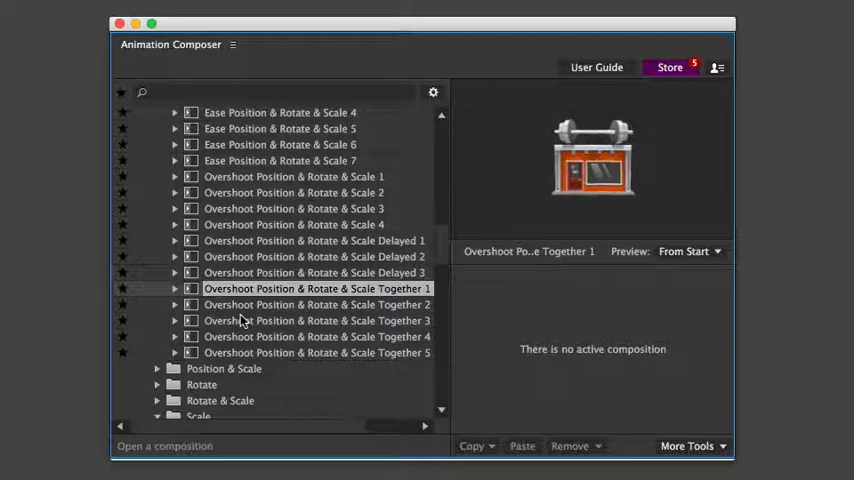 Animation Composer
User Guide
Store
5
Ease Position & Rotate & Scale 4
Ease Position & Rotate & Scale 5
Ease Position & Rotate & Scale 6
Ease Position & Rotate & Scale 7
Overshoot Position & Rotate & Scale 1
Overshoot Position & Rotate & Scale 2
Overshoot Position & Rotate & Scale 3
Overshoot Position & Rotate & Scale 4
Overshoot Position & Rotate & Scale Delayed 1
Overshoot Position & Rotate & Scale Delayed 2
Overshoot Position & Rotate & Scale Delayed 3
Overshoot Position & Rotate & Scale Together 1
Overshoot Position & Rotate & Scale Together 2
Overshoot Position & Rotate & Scale Together 3
Overshoot Position & Rotate & Scale Together 4
Overshoot Position & Rotate & Scale Together 5
Position & Scale
Rotate
Rotate & Scale
Scale
Overshoot Po..e Together 1
Preview: From Start
There is no active composition
Open a composition
Copy
Paste
Remove
More Tools